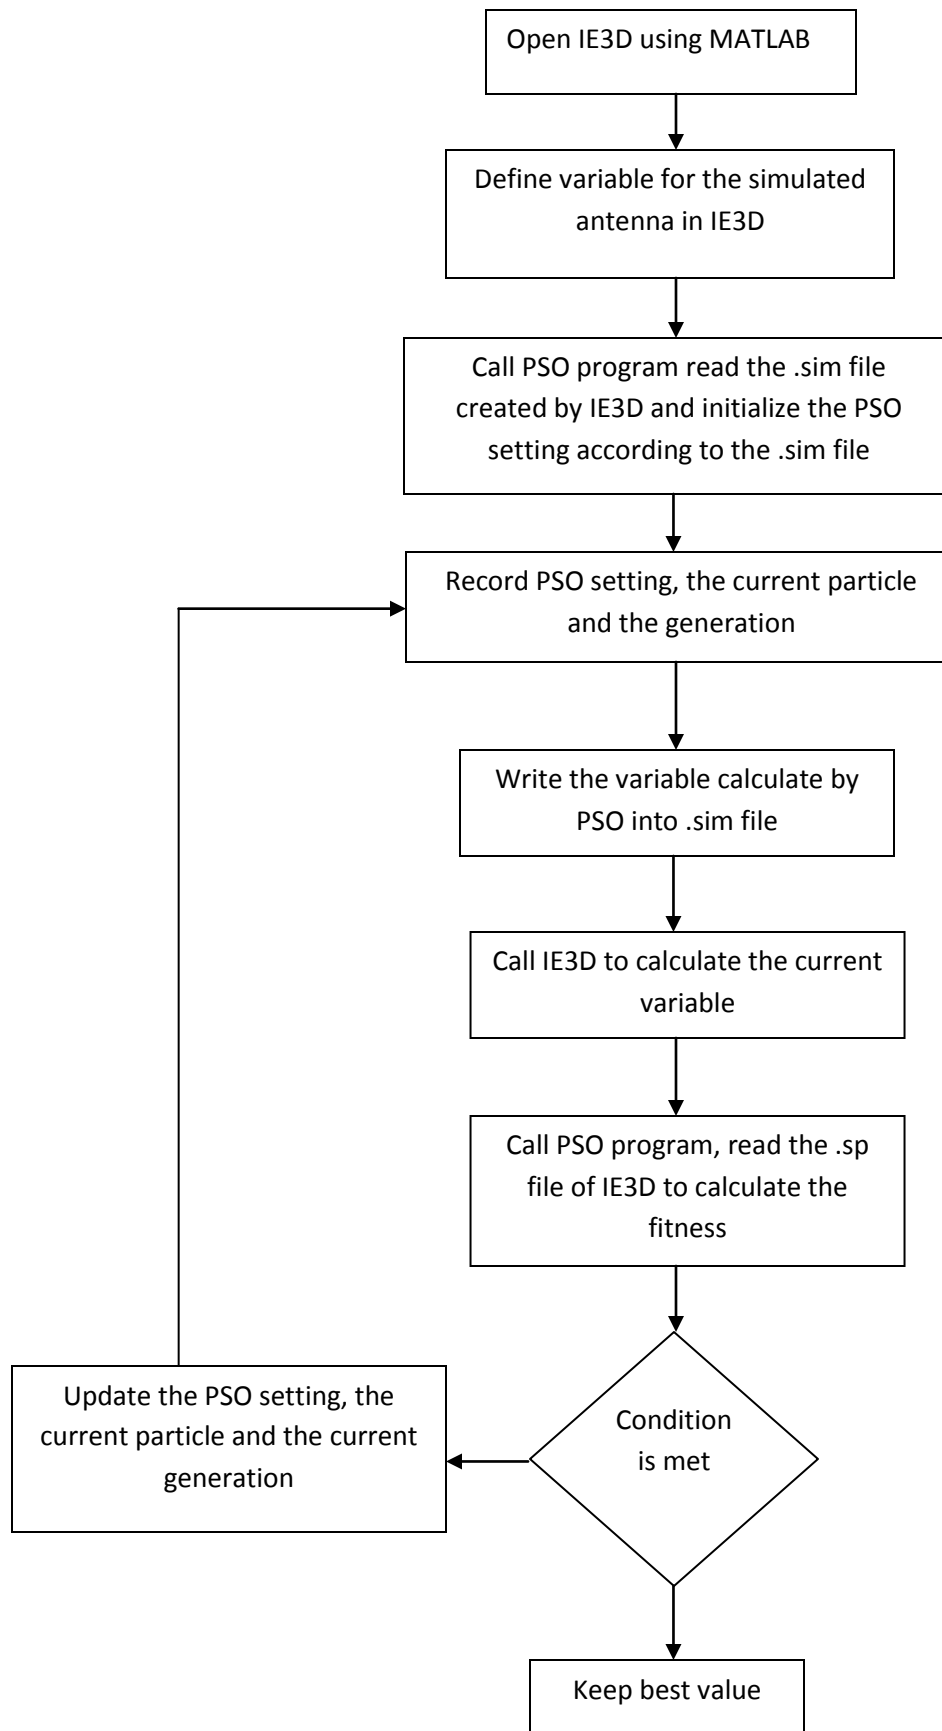 Open IE3D using MATLAB
Define variable for the simulated
antenna in IE3D
Call PSO program read the .sim file
created by IE3D and initialize the PSO
setting according to the .sim file
Record PSO setting, the current particle
and the generation
Write the variable calculate by
PSO into .sim file
Call IE3D to calculate the current
variable
Call PSO program, read the .sp
file of IE3D to calculate the
fitness
Condition
is met
Update the PSO setting, the
current particle and the current
generation
Keep best value